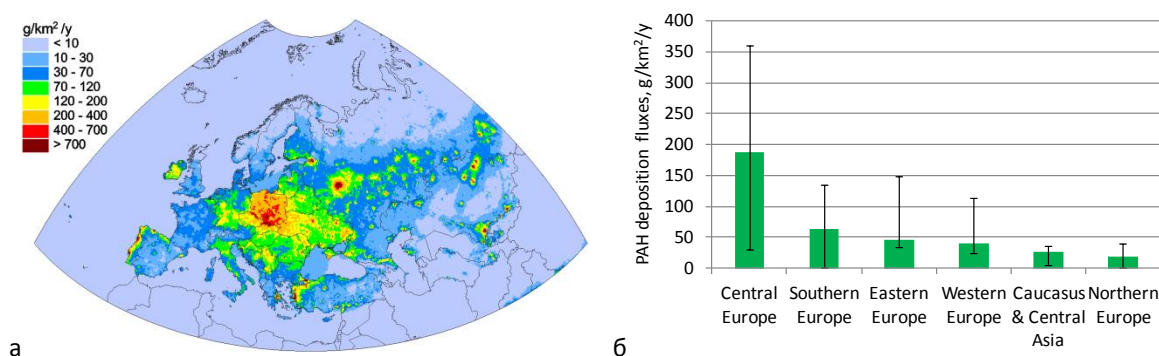 g/km² /y
< 10
10 - 30
30 - 70
70 - 120
120 - 200
200 - 400
400 - 700
> 700
а
PAH deposition fluxes, g/km²/y
400
350
300
250
200
150
100
50
0
Central Europe
Southern Europe
Eastern Europe
Western Europe
Caucasus & Central Asia
Northern Europe
б